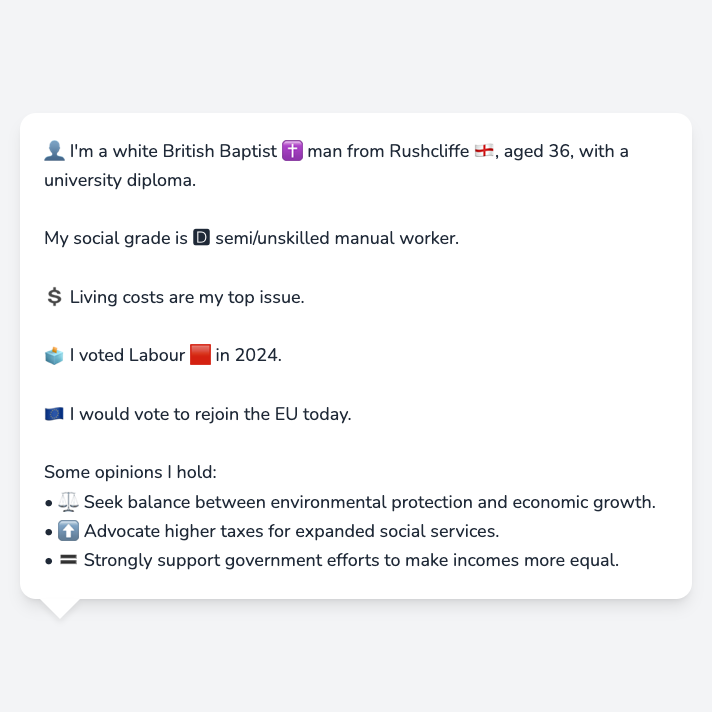 👤 I'm a white British Baptist ✝️ man from Rushcliffe 🏴󠁧󠁢󠁥󠁮󠁧󠁿, aged 36, with a
university diploma.
My social grade is 🅳 semi/unskilled manual worker.
💲 Living costs are my top issue.
🗳️ I voted Labour 🟥 in 2024.
🇪🇺 I would vote to rejoin the EU today.
Some opinions I hold:
• ⚖️ Seek balance between environmental protection and economic growth.
• ⬆️ Advocate higher taxes for expanded social services.
• 🟰 Strongly support government efforts to make incomes more equal.